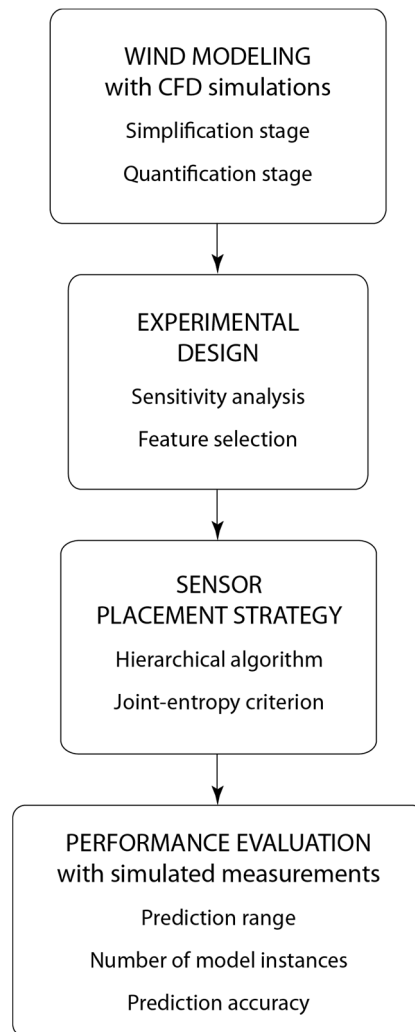 WIND MODELING
with CFD simulations
Simplification stage
Quantification stage
EXPERIMENTAL
DESIGN
Sensitivity analysis
Feature selection
SENSOR
PLACEMENT STRATEGY
Hierarchical algorithm
Joint-entropy criterion
PERFORMANCE EVALUATION
with simulated measurements
Prediction range
Number of model instances
Prediction accuracy